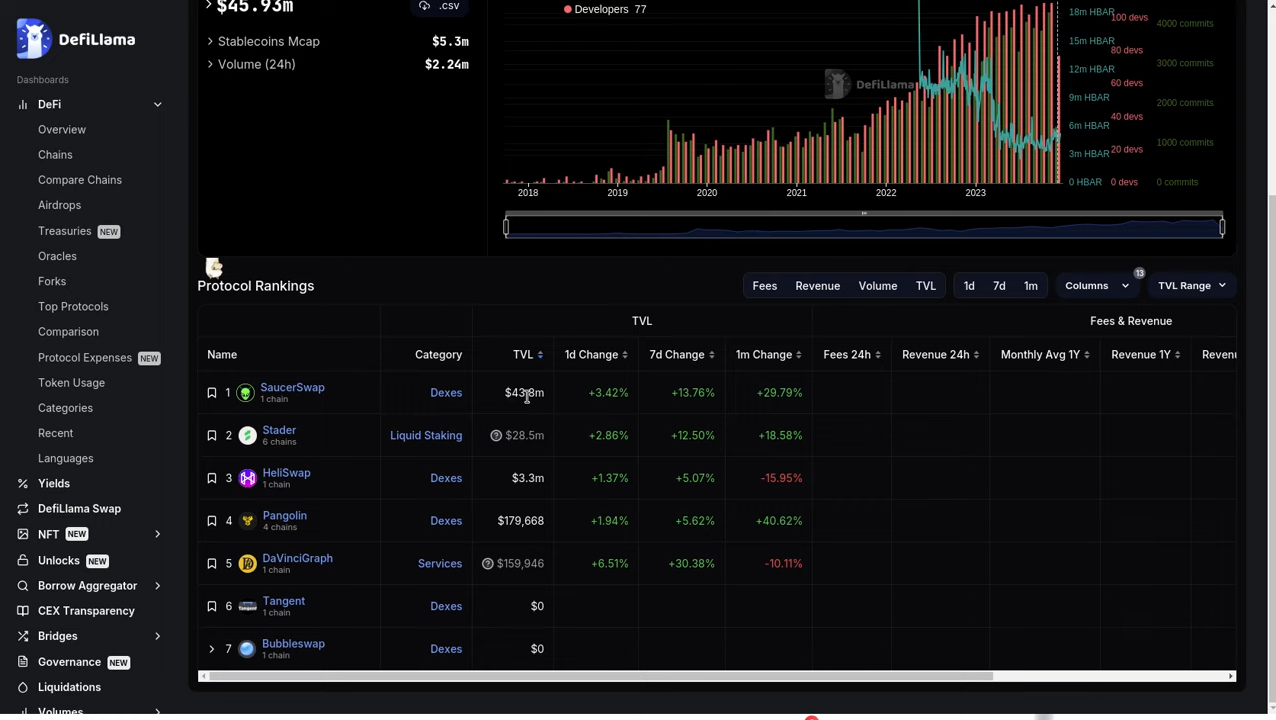 DefiLlama
Dashboards
DeFi
Overview
Chains
Compare Chains
Airdrops
Treasuries NEW
Oracles
Forks
Top Protocols
Comparison
Protocol Expenses NEW
Token Usage
Categories
Recent
Languages
Yields
DefiLlama Swap
NFT NEW
Unlocks NEW
Borrow Aggregator
CEX Transparency
Bridges
Governance NEW
Liquidations
Volumes
$45.93m
.csv
Stablecoins Mcap $5.3m
Volume (24h) $2.24m
Developers 77
DefiLlama
18m HBAR 100 devs 4000 commits
15m HBAR 80 devs 3000 commits
12m HBAR 60 devs
9m HBAR 2000 commits
6m HBAR 40 devs 1000 commits
3m HBAR 20 devs
0 HBAR 0 devs 0 commits
2018 2019 2020 2021 2022 2023
Protocol Rankings
Fees Revenue Volume TVL 1d 7d 1m Columns 13 TVL Range
TVL Fees & Revenue
Name Category TVL 1d Change 7d Change 1m Change Fees 24h Revenue 24h Monthly Avg 1Y Revenue 1Y
1 SaucerSwap Dexes +3.42% +13.76% +29.79%
1 chain
2 Stader Liquid Staking $28.5m +2.86% +12.50% +18.58%
6 chains
3 HeliSwap Dexes $3.3m +1.37% +5.07% -15.95%
1 chain
4 Pangolin Dexes $179,668 +1.94% +5.62% +40.62%
4 chains
5 DaVinciGraph Services $159,946 +6.51% +30.38% -10.11%
1 chain
6 Tangent Dexes $0
1 chain
7 Bubbleswap Dexes $0
1 chain